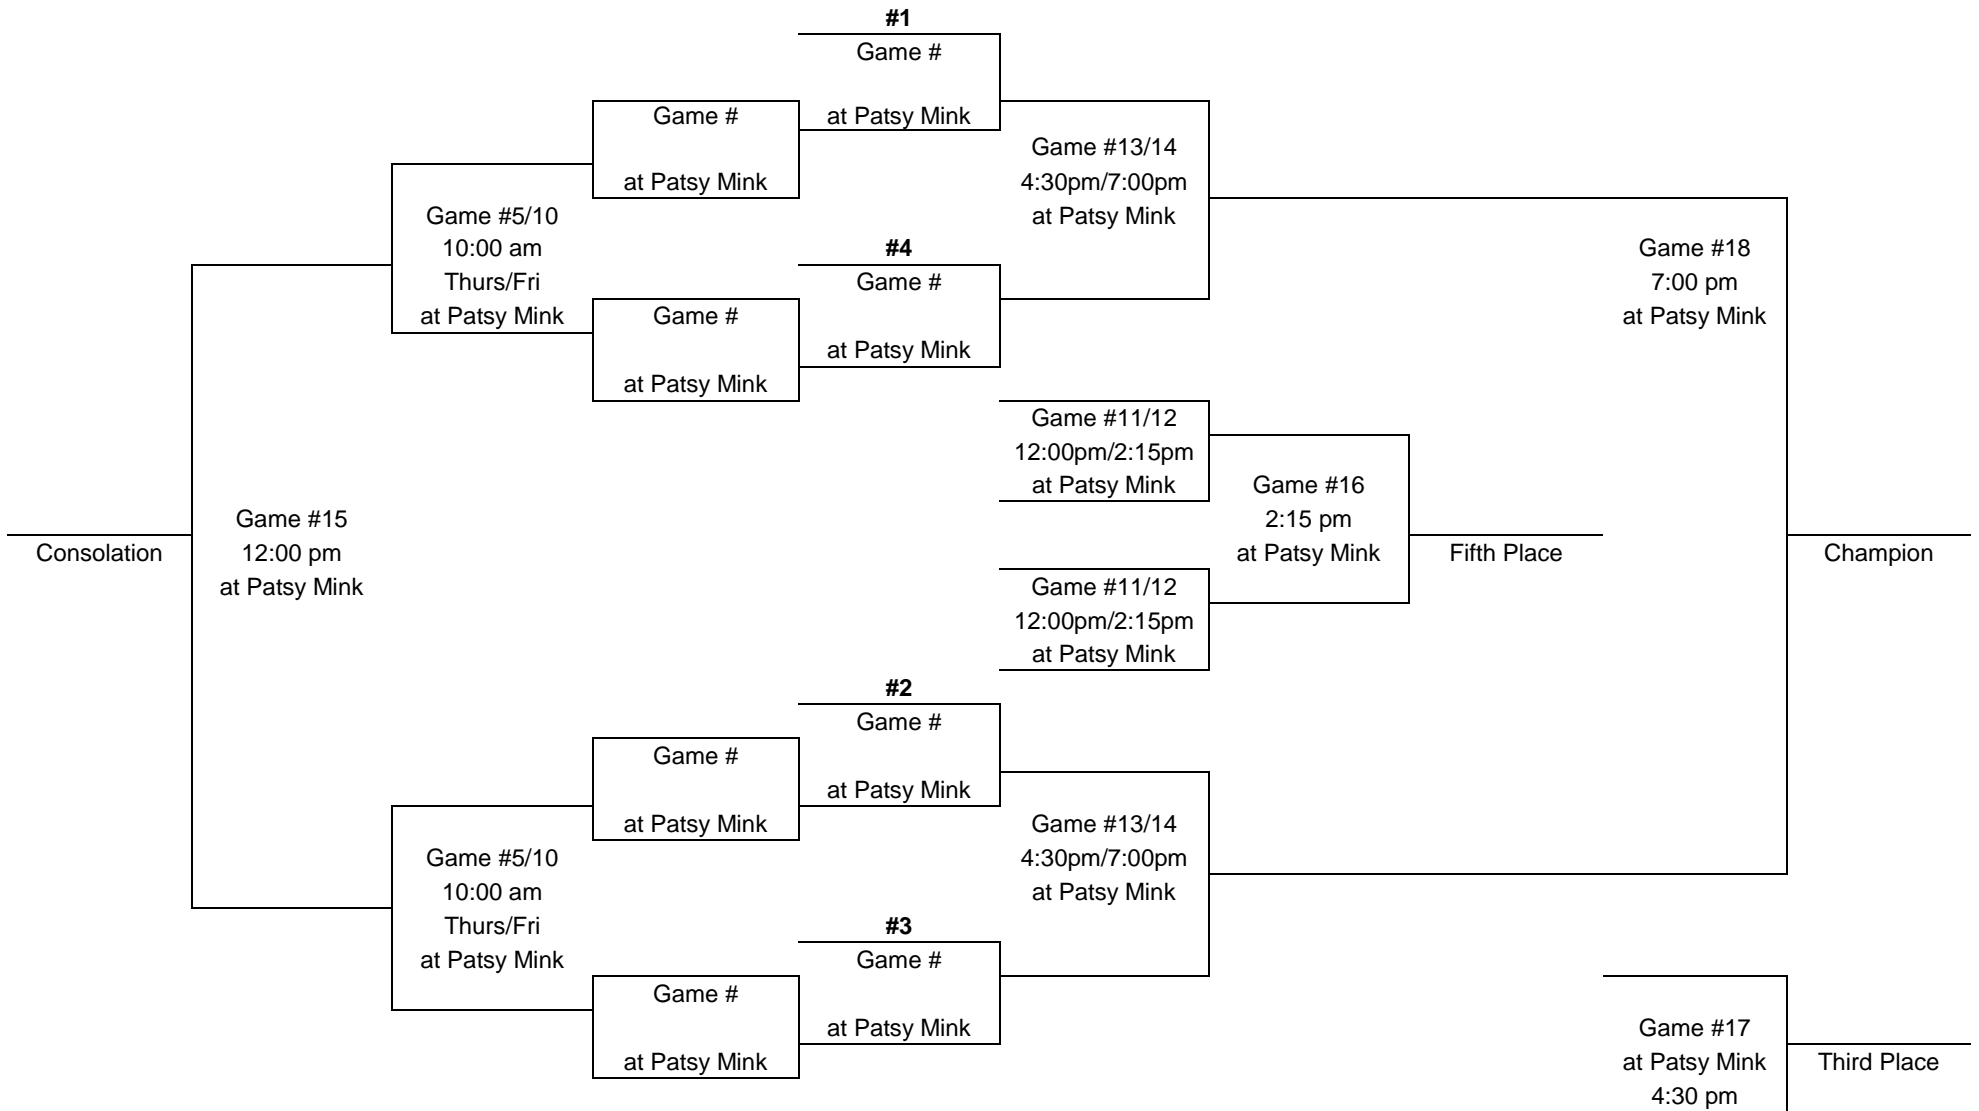 #1
Game #
at Patsy Mink
Game #
at Patsy Mink
Game #13/14
4:30pm/7:00pm
at Patsy Mink
Game #5/10
10:00 am
Thurs/Fri
at Patsy Mink
#4
Game #
at Patsy Mink
Game #
at Patsy Mink
Game #18
7:00 pm
at Patsy Mink
Game #11/12
12:00pm/2:15pm
at Patsy Mink
Game #16
2:15 pm
at Patsy Mink
Fifth Place
Game #15
12:00 pm
at Patsy Mink
Consolation
Champion
Game #11/12
12:00pm/2:15pm
at Patsy Mink
#2
Game #
at Patsy Mink
Game #
at Patsy Mink
Game #13/14
4:30pm/7:00pm
at Patsy Mink
Game #5/10
10:00 am
Thurs/Fri
at Patsy Mink
#3
Game #
at Patsy Mink
Game #
at Patsy Mink
Game #17
at Patsy Mink
4:30 pm
Third Place